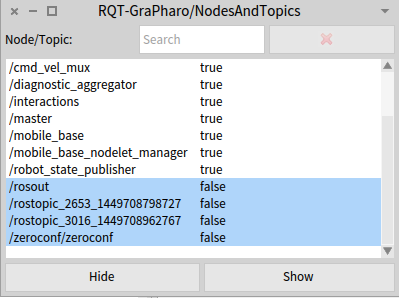 RQT-GraPharo/NodesAndTopics
Node/Topic: Search
/cmd_vel_mux true
/diagnostic_aggregator true
/interactions true
/master true
/mobile_base true
/mobile_base_nodelet_manager true
/robot_state_publisher true
/rosout false
/rostopic_2653_1449708798727 false
/rostopic_3016_1449708962767 false
/zeroconf/zeroconf false
Hide Show